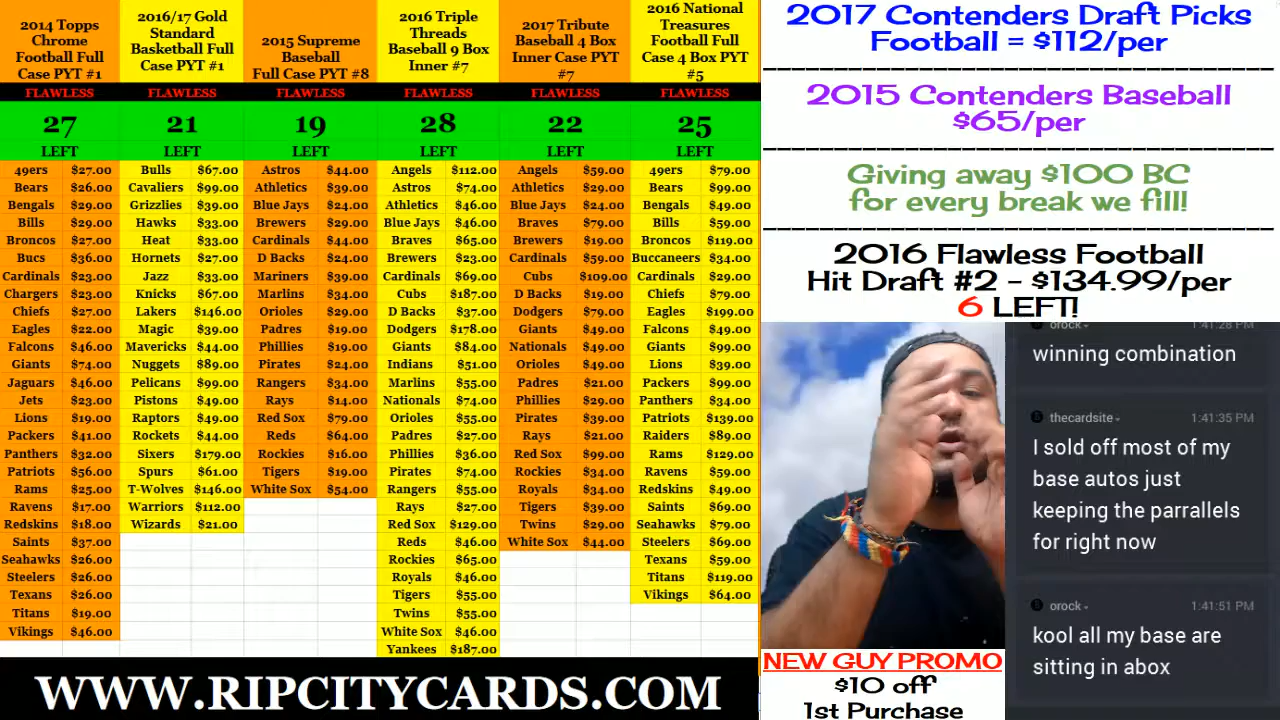 2014 Topps
Chrome
Football Full
Case PYT #1
FLAWLESS
27
LEFT
49ers $27.00
Bears $26.00
Bengals $29.00
Bills $29.00
Broncos $27.00
Bucs $36.00
Cardinals $23.00
Chargers $23.00
Chiefs $27.00
Eagles $22.00
Falcons $46.00
Giants $74.00
Jaguars $46.00
Jets $23.00
Lions $19.00
Packers $41.00
Panthers $32.00
Patriots $56.00
Rams $25.00
Ravens $17.00
Redskins $18.00
Saints $37.00
Seahawks $26.00
Steelers $26.00
Texans $26.00
Titans $19.00
Vikings $46.00
2016/17 Gold
Standard
Basketball Full
Case PYT #1
FLAWLESS
21
LEFT
Bulls $67.00
Cavaliers $99.00
Grizzlies $39.00
Hawks $33.00
Heat $33.00
Hornets $27.00
Jazz $33.00
Knicks $67.00
Lakers $146.00
Magic $39.00
Mavericks $44.00
Nuggets $89.00
Pelicans $99.00
Pistons $49.00
Raptors $49.00
Rockets $44.00
Sixers $179.00
Spurs $61.00
T-Wolves $146.00
Warriors $112.00
Wizards $21.00
2015 Supreme
Baseball
Full Case PYT #8
FLAWLESS
19
LEFT
Astros $44.00
Athletics $39.00
Blue Jays $24.00
Brewers $29.00
Cardinals $44.00
D Backs $24.00
Mariners $39.00
Marlins $34.00
Orioles $29.00
Padres $19.00
Phillies $19.00
Pirates $24.00
Rangers $34.00
Rays $14.00
Red Sox $79.00
Reds $64.00
Rockies $16.00
Tigers $19.00
White Sox $54.00
2016 Triple
Threads
Baseball 9 Box
Inner #7
FLAWLESS
28
LEFT
Angels $112.00
Astros $74.00
Athletics $46.00
Blue Jays $46.00
Braves $65.00
Brewers $23.00
Cardinals $69.00
Cubs $187.00
D Backs $37.00
Dodgers $178.00
Giants $84.00
Indians $51.00
Marlins $55.00
Nationals $74.00
Orioles $55.00
Padres $27.00
Phillies $36.00
Pirates $74.00
Rangers $55.00
Rays $27.00
Red Sox $129.00
Reds $46.00
Rockies $65.00
Royals $46.00
Tigers $55.00
Twins $55.00
White Sox $46.00
Yankees $187.00
2017 Tribute
Baseball 4 Box
Inner Case PYT
#7
FLAWLESS
22
LEFT
Angels $59.00
Athletics $29.00
Blue Jays $24.00
Braves $79.00
Brewers $19.00
Cardinals $59.00
Cubs $109.00
D Backs $19.00
Dodgers $79.00
Giants $49.00
Nationals $49.00
Orioles $49.00
Padres $21.00
Phillies $29.00
Pirates $39.00
Rays $21.00
Red Sox $99.00
Rockies $34.00
Royals $34.00
Tigers $39.00
Twins $29.00
White Sox $44.00
2016 National
Treasures
Football Full
Case 4 Box PYT
#5
FLAWLESS
25
LEFT
49ers $79.00
Bears $99.00
Bengals $49.00
Bills $59.00
Broncos $119.00
Buccaneers $34.00
Cardinals $29.00
Chiefs $79.00
Eagles $199.00
Falcons $49.00
Giants $99.00
Lions $39.00
Packers $99.00
Panthers $34.00
Patriots $139.00
Raiders $89.00
Rams $129.00
Ravens $59.00
Redskins $49.00
Saints $69.00
Seahawks $79.00
Steelers $69.00
Texans $59.00
Titans $119.00
Vikings $64.00
WWW.RIPCITYCARDS.COM
2017 Contenders Draft Picks
Football = $112/per
2015 Contenders Baseball
$65/per
Giving away $100 BC
for every break we fill!
2016 Flawless Football
Hit Draft #2 - $134.99/per
6 LEFT!
NEW GUY PROMO
$10 off
1st Purchase
orock 1:41:28 PM
winning combination
thecardsite 1:41:35 PM
I sold off most of my
base autos just
keeping the parrallels
for right now
orock 1:41:51 PM
kool all my base are
sitting in abox